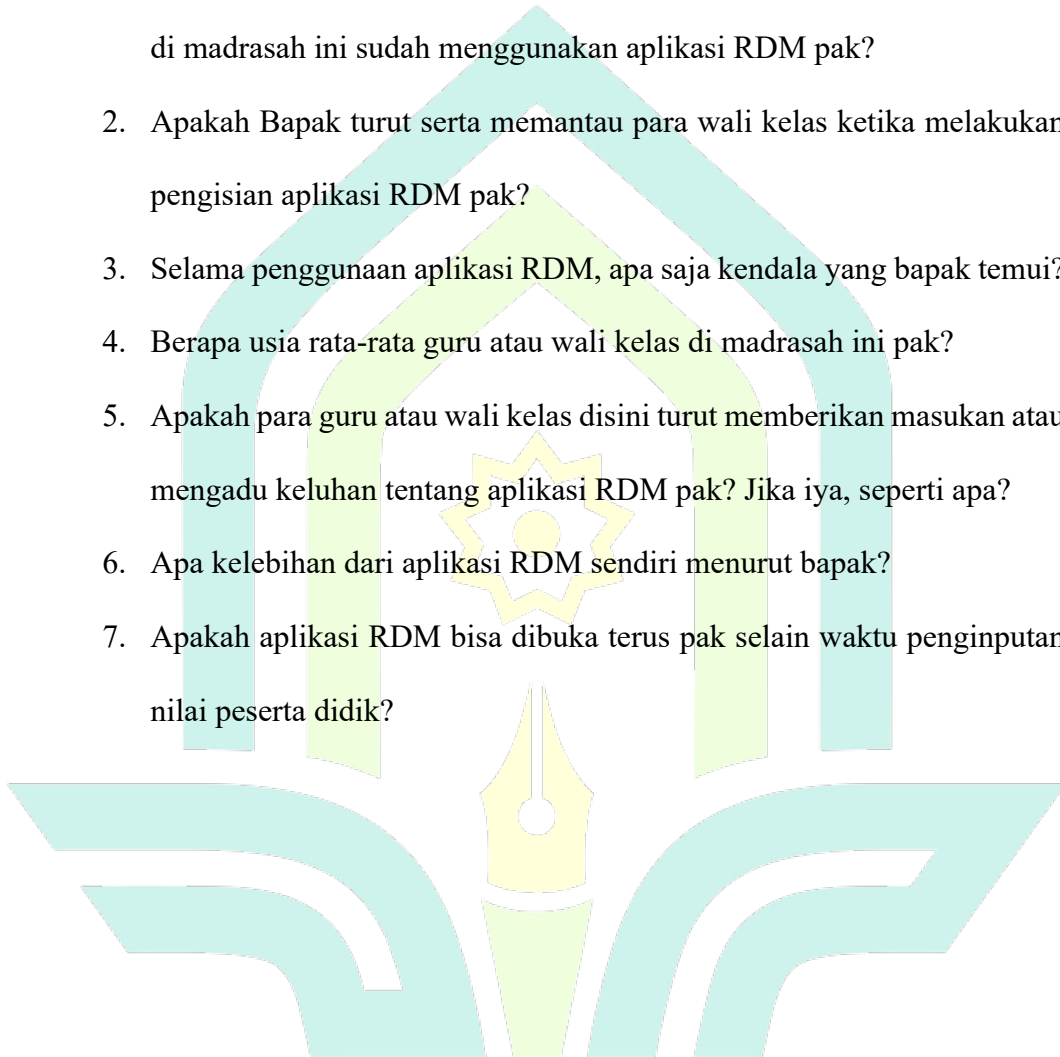 di madrasah ini sudah menggunakan aplikasi RDM pak?
2. Apakah Bapak turut serta memantau para wali kelas ketika melakukan
pengisian aplikasi RDM pak?
3. Selama penggunaan aplikasi RDM, apa saja kendala yang bapak temui?
4. Berapa usia rata-rata guru atau wali kelas di madrasah ini pak?
5. Apakah para guru atau wali kelas disini turut memberikan masukan atau
mengadu keluhan tentang aplikasi RDM pak? Jika iya, seperti apa?
6. Apa kelebihan dari aplikasi RDM sendiri menurut bapak?
7. Apakah aplikasi RDM bisa dibuka terus pak selain waktu penginputan
nilai peserta didik?